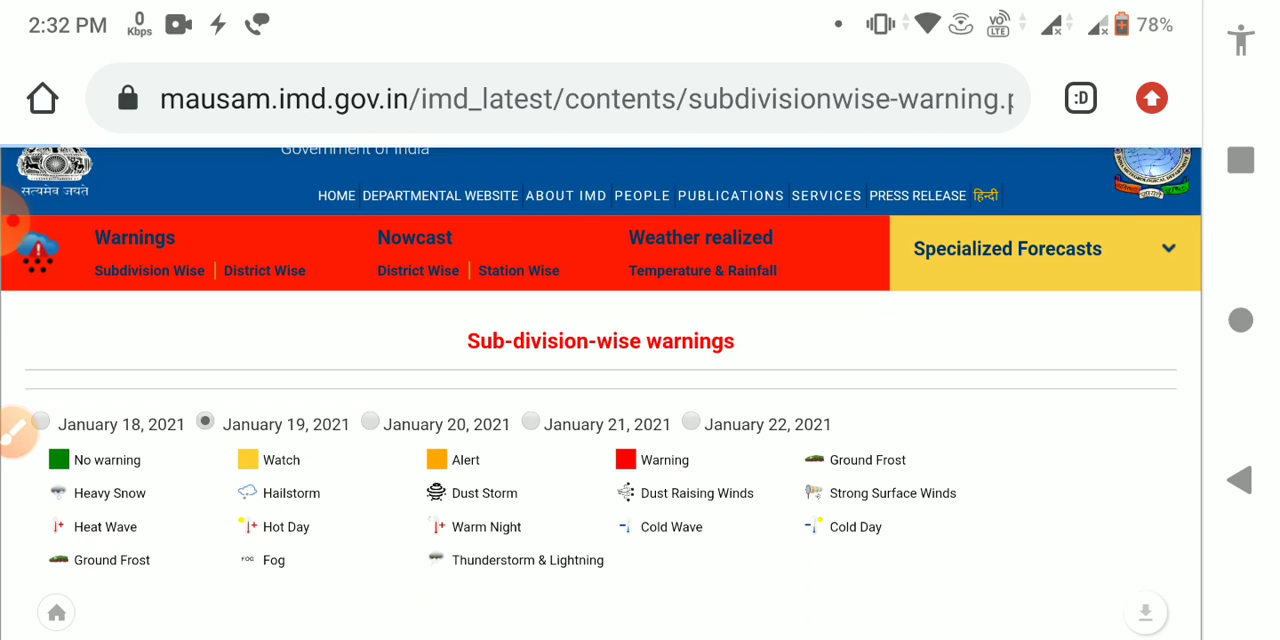 2:32 PM 0 Kbps VO LTE 78%
mausam.imd.gov.in/imd_latest/contents/subdivisionwise-warning.p :D
Government of India
सत्यमेव जयते
HOME DEPARTMENTAL WEBSITE ABOUT IMD PEOPLE PUBLICATIONS SERVICES PRESS RELEASE हिन्दी
Warnings Nowcast Weather realized Specialized Forecasts
Subdivision Wise District Wise District Wise Station Wise Temperature & Rainfall
Sub-division-wise warnings
January 18, 2021 January 19, 2021 January 20, 2021 January 21, 2021 January 22, 2021
No warning Watch Alert Warning Ground Frost
Heavy Snow Hailstorm Dust Storm Dust Raising Winds Strong Surface Winds
Heat Wave Hot Day Warm Night Cold Wave Cold Day
Ground Frost FOG Fog Thunderstorm & Lightning